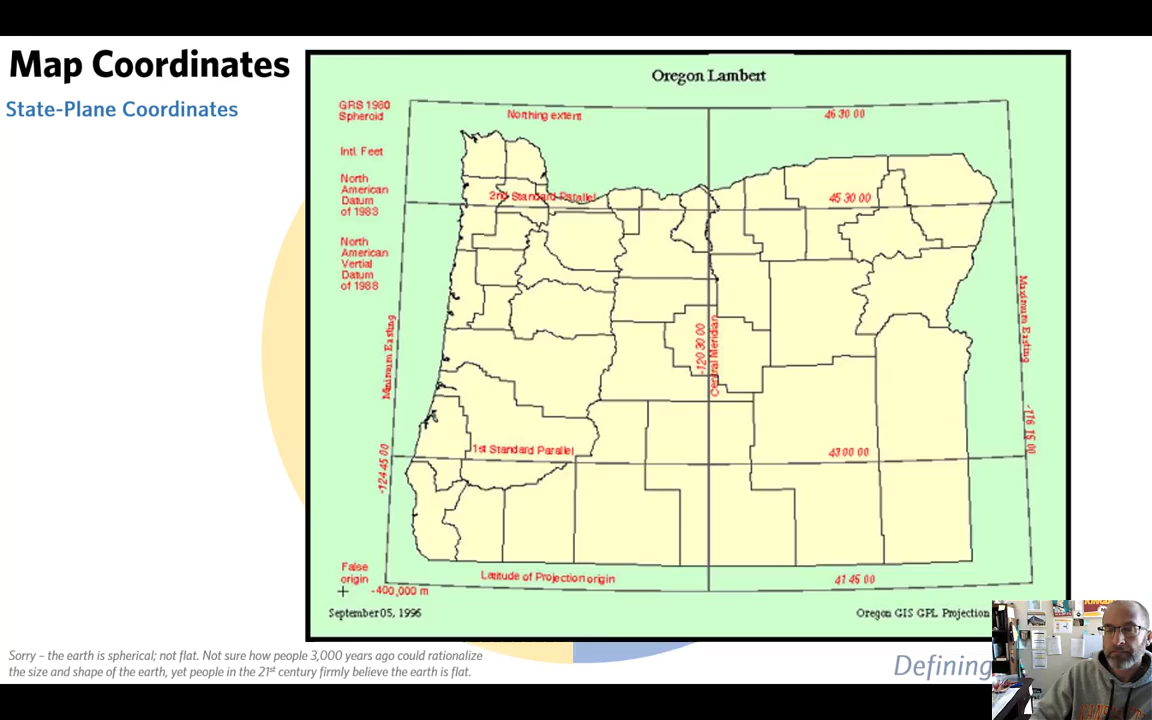 Map Coordinates
State-Plane Coordinates
Oregon Lambert
GRS 1980
Spheroid
Northing extent
46 30 00
Intl. Feet
North
American
Datum
of 1983
2nd Standard Parallel
45 30 00
North
American
Vertial
Datum
of 1988
Minimum Easting
-120 30 00
Central Meridian
Maximum Easting
-124 45 00
1st Standard Parallel
43 00 00
-116 15 00
False
origin
-400,000 m
Latitude of Projection origin
41 45 00
September 05, 1996
Oregon GIS GPL Projection
Sorry – the earth is spherical; not flat. Not sure how people 3,000 years ago could rationalize
the size and shape of the earth, yet people in the 21st century firmly believe the earth is flat.
Defining